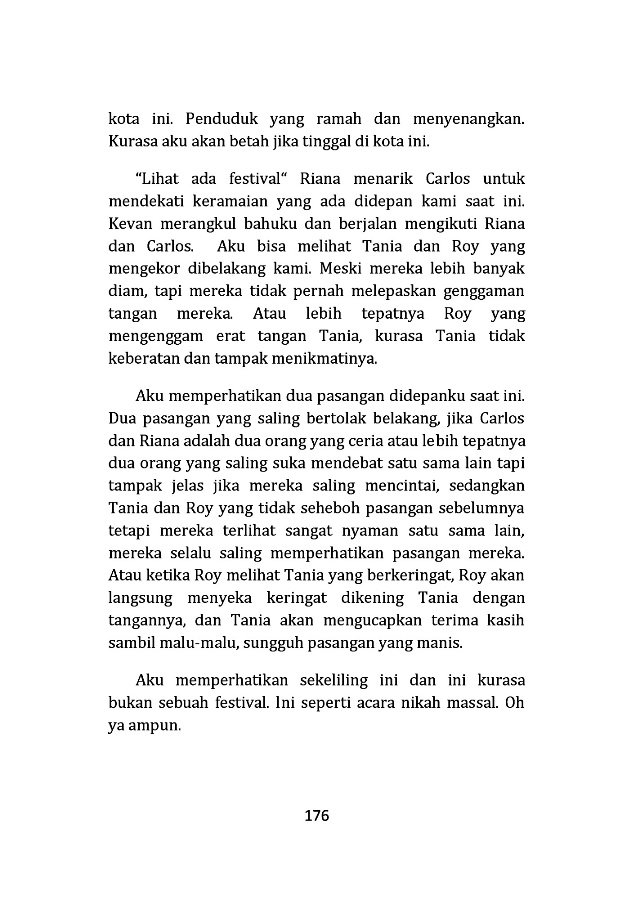 kota ini. Penduduk yang ramah dan menyenangkan.
Kurasa aku akan betah jika tinggal di kota ini.
“Lihat ada festival“ Riana menarik Carlos untuk
mendekati keramaian yang ada didepan kami saat ini.
Kevan merangkul bahuku dan berjalan mengikuti Riana
dan Carlos. Aku bisa melihat Tania dan Roy yang
mengekor dibelakang kami. Meski mereka lebih banyak
diam, tapi mereka tidak pernah melepaskan genggaman
tangan mereka. Atau lebih tepatnya Roy yang
mengenggam erat tangan Tania, kurasa Tania tidak
keberatan dan tampak menikmatinya.
Aku memperhatikan dua pasangan didepanku saat ini.
Dua pasangan yang saling bertolak belakang, jika Carlos
dan Riana adalah dua orang yang ceria atau lebih tepatnya
dua orang yang saling suka mendebat satu sama lain tapi
tampak jelas jika mereka saling mencintai, sedangkan
Tania dan Roy yang tidak seheboh pasangan sebelumnya
tetapi mereka terlihat sangat nyaman satu sama lain,
mereka selalu saling memperhatikan pasangan mereka.
Atau ketika Roy melihat Tania yang berkeringat, Roy akan
langsung menyeka keringat dikening Tania dengan
tangannya, dan Tania akan mengucapkan terima kasih
sambil malu-malu, sungguh pasangan yang manis.
Aku memperhatikan sekeliling ini dan ini kurasa
bukan sebuah festival. Ini seperti acara nikah massal. Oh
ya ampun.
176